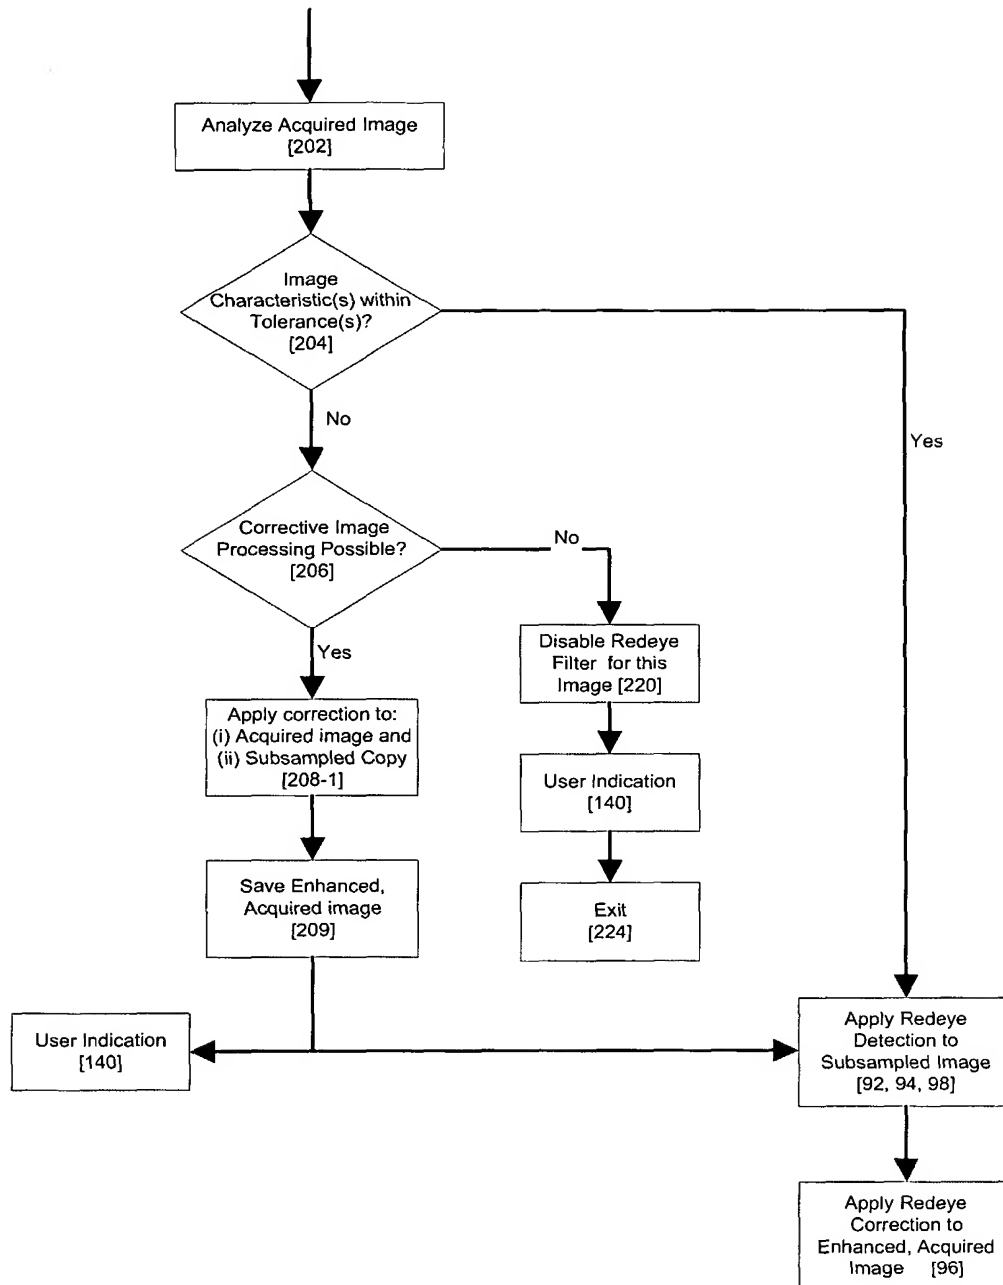 Analyze Acquired Image
[202]
Image
Characteristic(s) within
Tolerance(s)?
[204]
No
Yes
Corrective Image
Processing Possible?
[206]
No
Yes
Disable Redeye
Filter for this
Image [220]
Apply correction to:
(i) Acquired image and
(ii) Subsampled Copy
[208-1]
User Indication
[140]
Save Enhanced,
Acquired image
[209]
Exit
[224]
User Indication
[140]
Apply Redeye
Detection to
Subsampled Image
[92, 94, 98]
Apply Redeye
Correction to
Enhanced, Acquired
Image [96]